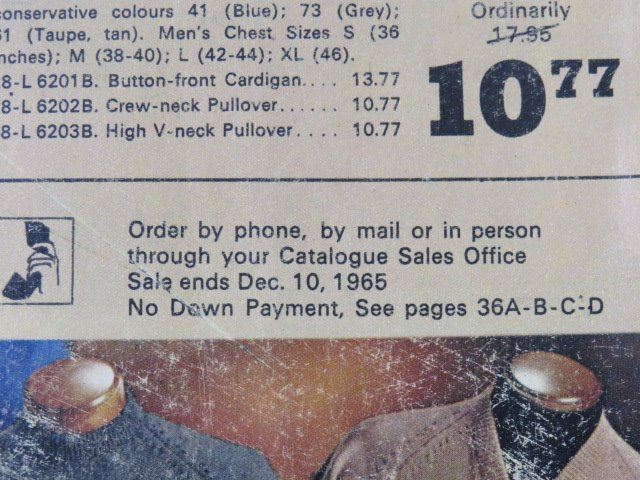 conservative colours 41 (Blue); 73 (Grey);
61 (Taupe, tan). Men's Chest Sizes S (36
inches); M (38-40); L (42-44); XL (46).
8-L 6201B. Button-front Cardigan.... 13.77
8-L 6202B. Crew-neck Pullover...... 10.77
8-L 6203B. High V-neck Pullover.... 10.77
Ordinarily
17.95
10 77
Order by phone, by mail or in person
through your Catalogue Sales Office
Sale ends Dec. 10, 1965
No Down Payment, See pages 36A-B-C-D